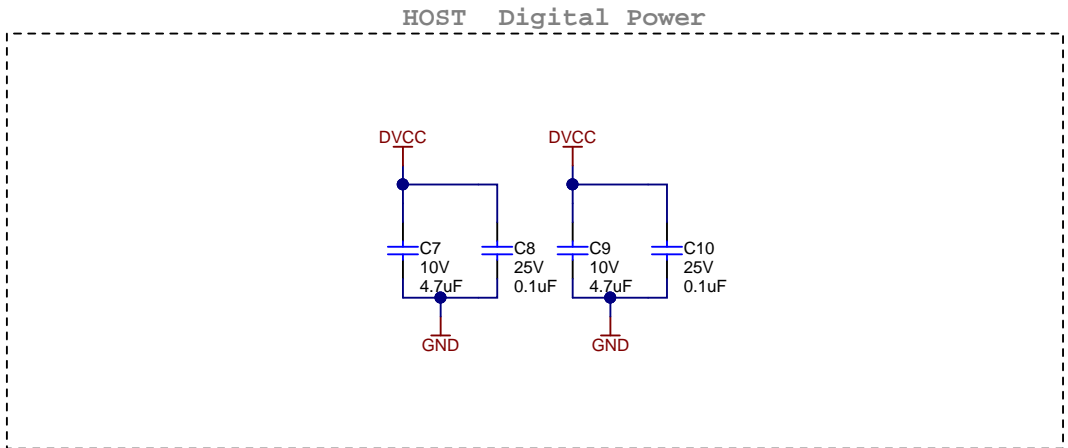 HOST  Digital Power
DVCC
DVCC
C7
10V
4.7uF
C8
25V
0.1uF
C9
10V
4.7uF
C10
25V
0.1uF
GND
GND